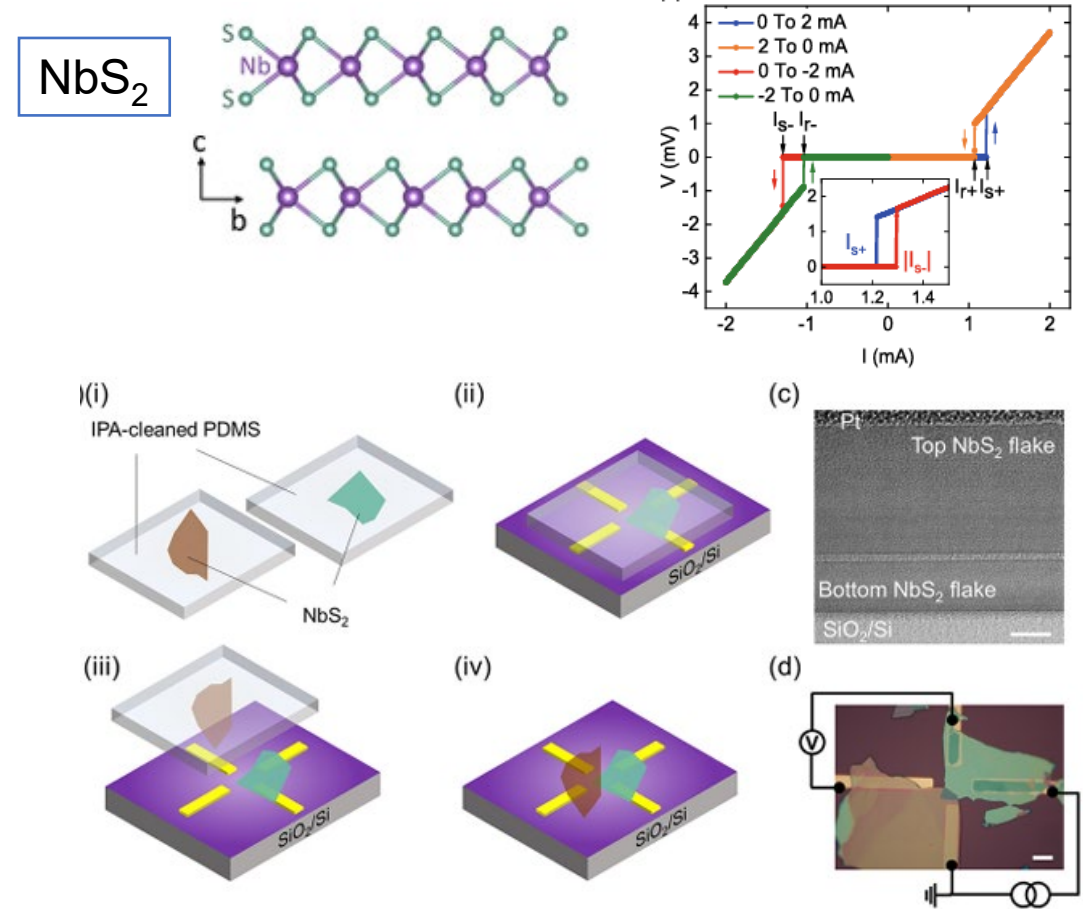 NbS₂
S
Nb
S
c
b
0 To 2 mA
2 To 0 mA
0 To -2 mA
-2 To 0 mA
Iₛ₋ Iᵣ₋
Iᵣ₊ Iₛ₊
V (mV)
4
3
2
1
0
-1
-2
-3
-4
2
1
0
Iₛ₊
|Iₛ₋|
1.0 1.2 1.4
-2 -1 0 1 2
I (mA)
)(i)
IPA-cleaned PDMS
NbS₂
(ii)
SiO₂/Si
(c)
Pt
Top NbS₂ flake
Bottom NbS₂ flake
SiO₂/Si
(iii)
SiO₂/Si
(iv)
SiO₂/Si
(d)
V